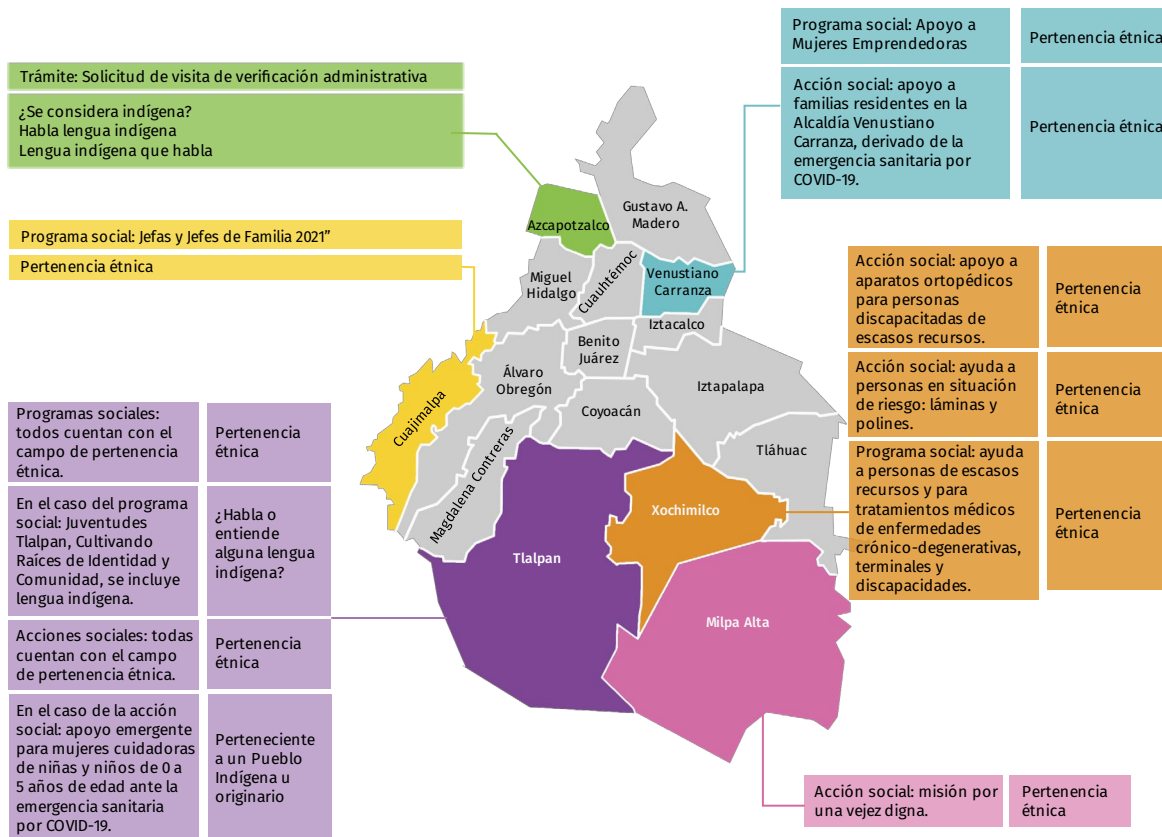 Trámite: Solicitud de visita de verificación administrativa
¿Se considera indígena?
Habla lengua indígena
Lengua indígena que habla
Programa social: Jefas y Jefes de Familia 2021”
Pertenencia étnica
Programas sociales:
todos cuentan con el
campo de pertenencia
étnica.
Pertenencia
étnica
En el caso del programa
social: Juventudes
Tlalpan, Cultivando
Raíces de Identidad y
Comunidad, se incluye
lengua indígena.
¿Habla o
entiende
alguna lengua
indígena?
Acciones sociales: todas
cuentan con el campo
de pertenencia étnica.
Pertenencia
étnica
En el caso de la acción
social: apoyo emergente
para mujeres cuidadoras
de niñas y niños de 0 a
5 años de edad ante la
emergencia sanitaria
por COVID-19.
Perteneciente
a un Pueblo
Indígena u
originario
Azcapotzalco
Gustavo A.
Madero
Miguel
Hidalgo
Cuauhtémoc
Venustiano
Carranza
Iztacalco
Benito
Juárez
Álvaro
Obregón
Iztapalapa
Cuajimalpa
Coyoacán
Magdalena Contreras
Tláhuac
Xochimilco
Tlalpan
Milpa Alta
Programa social: Apoyo a
Mujeres Emprendedoras
Pertenencia étnica
Acción social: apoyo a
familias residentes en la
Alcaldía Venustiano
Carranza, derivado de la
emergencia sanitaria por
COVID-19.
Pertenencia étnica
Acción social: apoyo a
aparatos ortopédicos
para personas
discapacitadas de
escasos recursos.
Pertenencia
étnica
Acción social: ayuda a
personas en situación
de riesgo: láminas y
polines.
Pertenencia
étnica
Programa social: ayuda
a personas de escasos
recursos y para
tratamientos médicos
de enfermedades
crónico-degenerativas,
terminales y
discapacidades.
Pertenencia
étnica
Acción social: misión por
una vejez digna.
Pertenencia
étnica